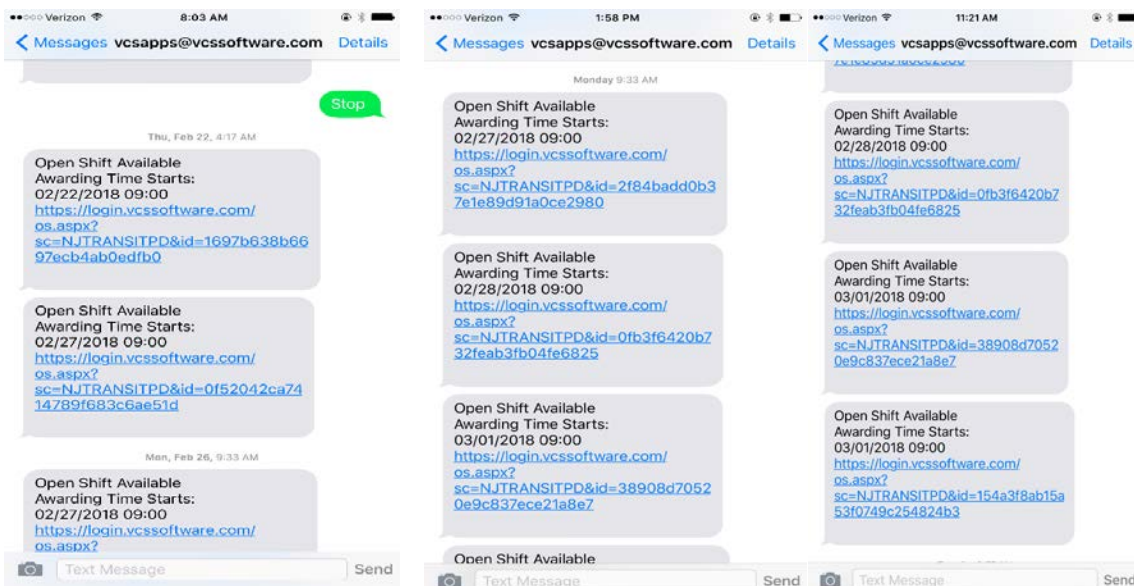 Verizon 8:03 AM
Messages vcsapps@vcssoftware.com Details
Stop
Thu, Feb 22, 4:17 AM
Open Shift Available
Awarding Time Starts:
02/22/2018 09:00
https://login.vcssoftware.com/
os.aspx?
sc=NJTRANSITPD&id=1697b638b66
97ecb4ab0edfb0
Open Shift Available
Awarding Time Starts:
02/27/2018 09:00
https://login.vcssoftware.com/
os.aspx?
sc=NJTRANSITPD&id=0f52042ca74
14789f683c6ae51d
Mon, Feb 26, 9:33 AM
Open Shift Available
Awarding Time Starts:
02/27/2018 09:00
https://login.vcssoftware.com/
os.aspx?
Text Message Send
Verizon 1:58 PM
Messages vcsapps@vcssoftware.com Details
Monday 9:33 AM
Open Shift Available
Awarding Time Starts:
02/27/2018 09:00
https://login.vcssoftware.com/
os.aspx?
sc=NJTRANSITPD&id=2f84badd0b3
7e1e89d91a0ce2980
Open Shift Available
Awarding Time Starts:
02/28/2018 09:00
https://login.vcssoftware.com/
os.aspx?
sc=NJTRANSITPD&id=0fb3f6420b7
32feab3fb04fe6825
Open Shift Available
Awarding Time Starts:
03/01/2018 09:00
https://login.vcssoftware.com/
os.aspx?
sc=NJTRANSITPD&id=38908d7052
0e9c837ece21a8e7
Open Shift Available
Text Message Send
Verizon 11:21 AM
Messages vcsapps@vcssoftware.com Details
Open Shift Available
Awarding Time Starts:
02/28/2018 09:00
https://login.vcssoftware.com/
os.aspx?
sc=NJTRANSITPD&id=0fb3f6420b7
32feab3fb04fe6825
Open Shift Available
Awarding Time Starts:
03/01/2018 09:00
https://login.vcssoftware.com/
os.aspx?
sc=NJTRANSITPD&id=38908d7052
0e9c837ece21a8e7
Open Shift Available
Awarding Time Starts:
03/01/2018 09:00
https://login.vcssoftware.com/
os.aspx?
sc=NJTRANSITPD&id=154a3f8ab15a
53f0749c254824b3
Text Message Send